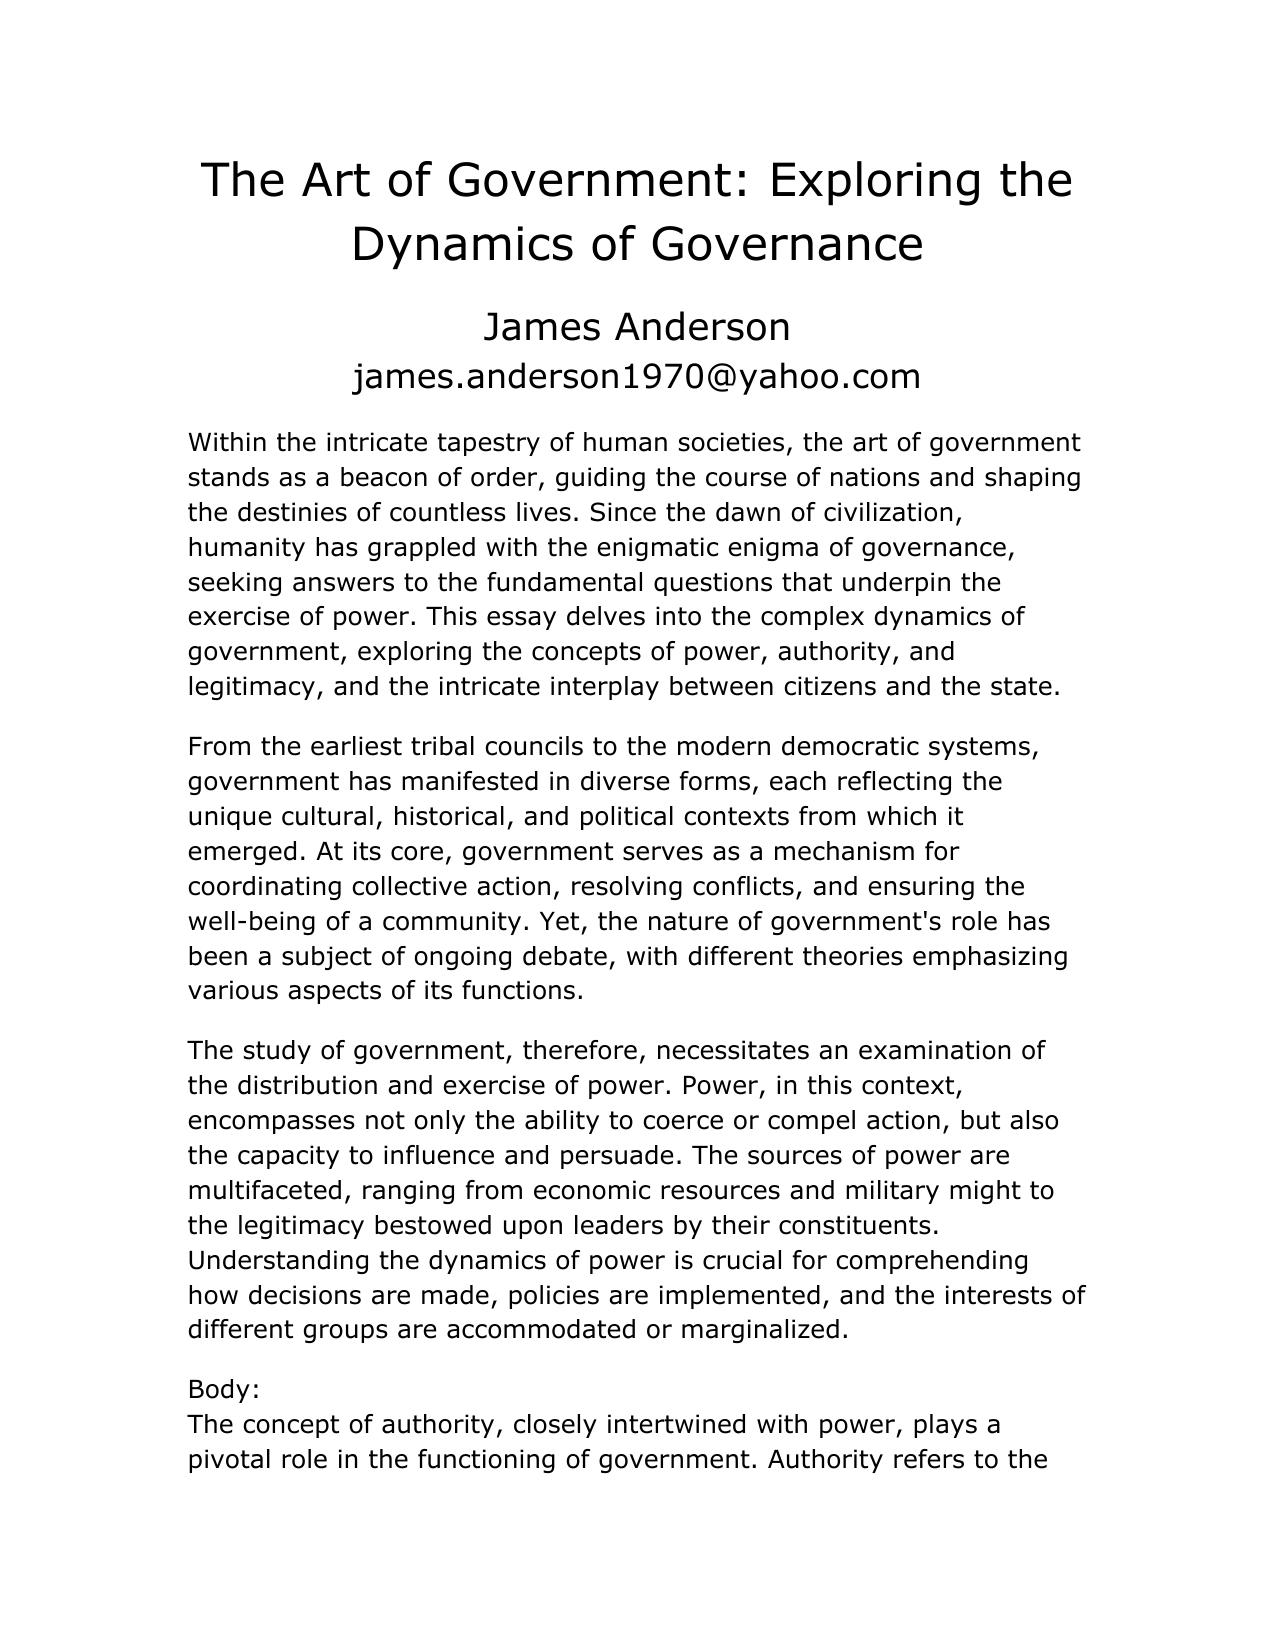 The Art of Government: Exploring the
Dynamics of Governance
James Anderson
james.anderson1970@yahoo.com
Within the intricate tapestry of human societies, the art of government
stands as a beacon of order, guiding the course of nations and shaping
the destinies of countless lives. Since the dawn of civilization,
humanity has grappled with the enigmatic enigma of governance,
seeking answers to the fundamental questions that underpin the
exercise of power. This essay delves into the complex dynamics of
government, exploring the concepts of power, authority, and
legitimacy, and the intricate interplay between citizens and the state.
From the earliest tribal councils to the modern democratic systems,
government has manifested in diverse forms, each reflecting the
unique cultural, historical, and political contexts from which it
emerged. At its core, government serves as a mechanism for
coordinating collective action, resolving conflicts, and ensuring the
well-being of a community. Yet, the nature of government's role has
been a subject of ongoing debate, with different theories emphasizing
various aspects of its functions.
The study of government, therefore, necessitates an examination of
the distribution and exercise of power. Power, in this context,
encompasses not only the ability to coerce or compel action, but also
the capacity to influence and persuade. The sources of power are
multifaceted, ranging from economic resources and military might to
the legitimacy bestowed upon leaders by their constituents.
Understanding the dynamics of power is crucial for comprehending
how decisions are made, policies are implemented, and the interests of
different groups are accommodated or marginalized.
Body:
The concept of authority, closely intertwined with power, plays a
pivotal role in the functioning of government. Authority refers to the